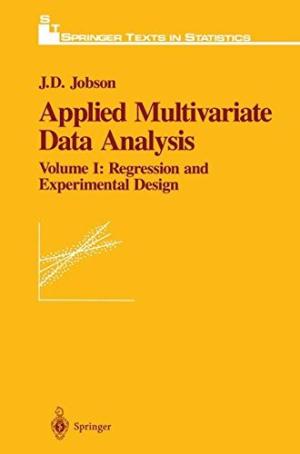 S
T
SPRINGER TEXTS IN STATISTICS
J.D. Jobson
Applied Multivariate
Data Analysis
Volume I: Regression and
Experimental Design
Springer